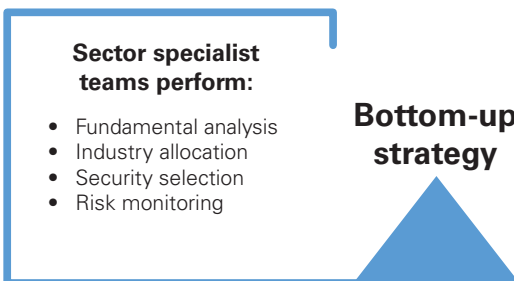 Sector specialist
teams perform:
• Fundamental analysis
• Industry allocation
• Security selection
• Risk monitoring
Bottom-up
strategy